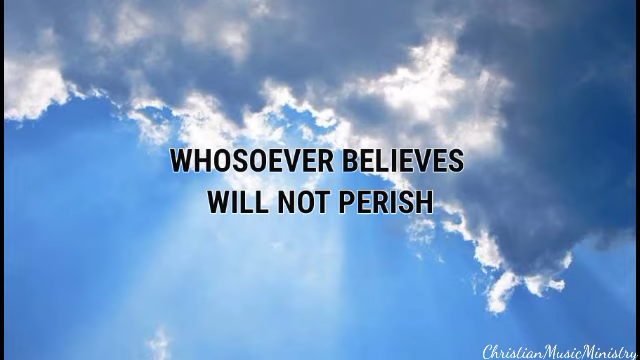 WHOSOEVER BELIEVES
WILL NOT PERISH
ChristianMusicMinistry